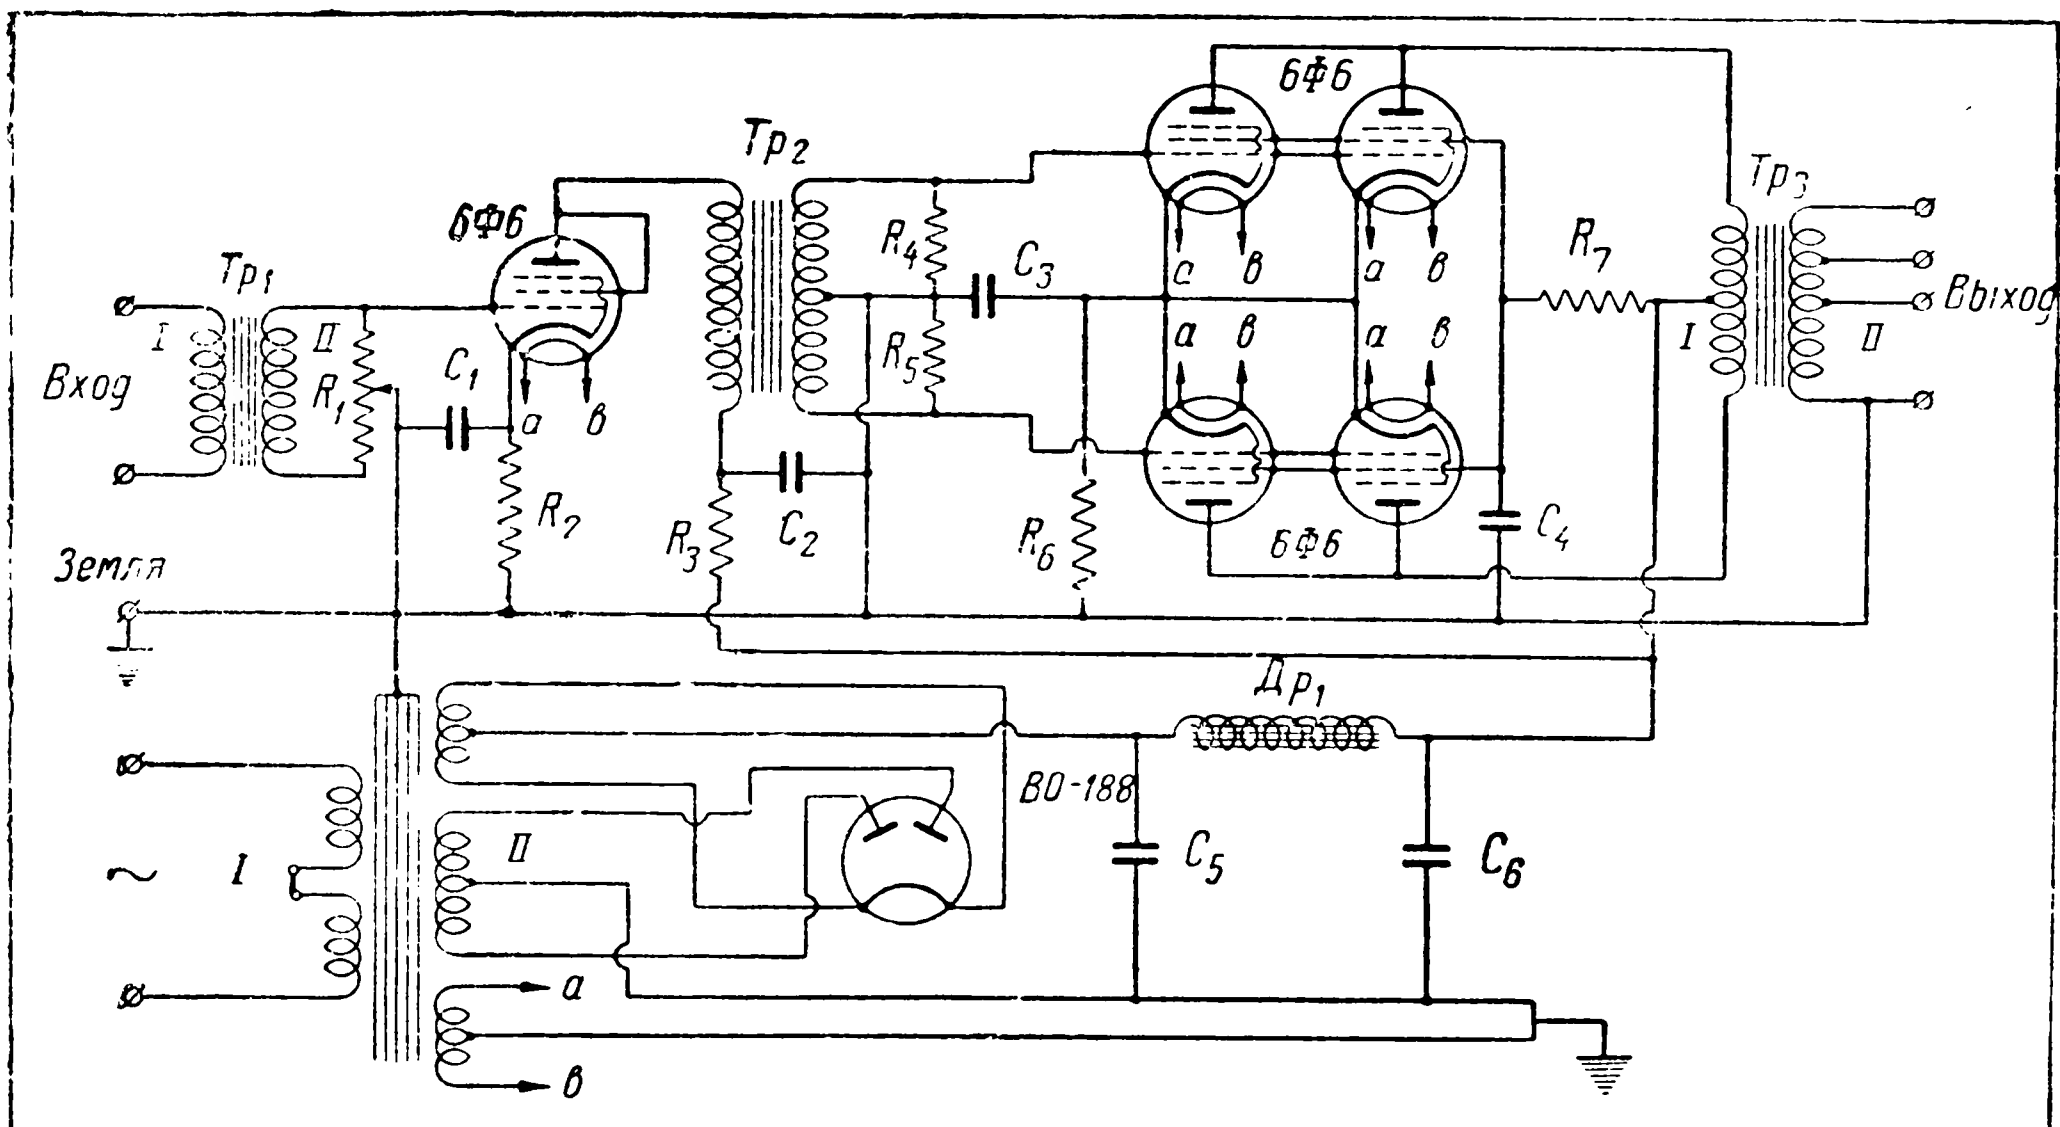 6Ф6
Тр2
Тр3
6Ф6
R4
C3
а в а в
R7
Тр1
I II
Вход
R1
C1
а в
R5
а в а в
I II
Выход
R2
R3
C2
R6
6Ф6
C4
Земля
Др1
ВО-188
~ I
II
C5
C6
а
в